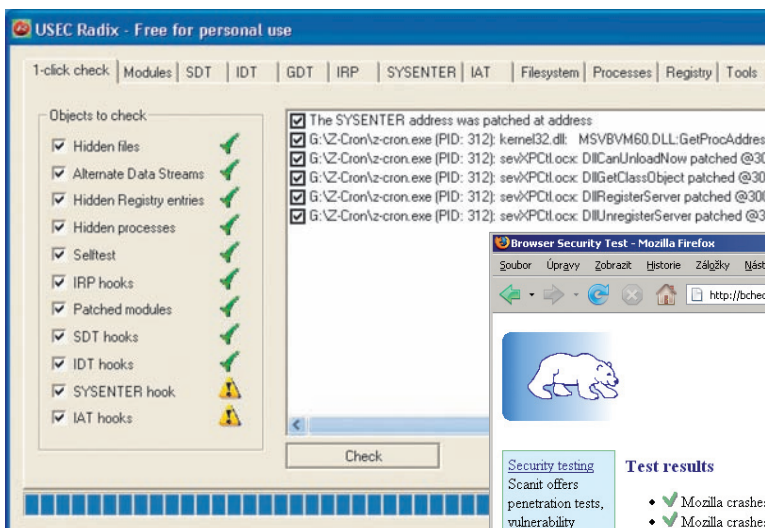 USEC Radix - Free for personal use
1-click check Modules SDT IDT GDT IRP SYSENTER IAT Filesystem Processes Registry Tools
Objects to check
Hidden files
Alternate Data Streams
Hidden Registry entries
Hidden processes
Selftest
IRP hooks
Patched modules
SDT hooks
IDT hooks
SYSENTER hook
IAT hooks
The SYSENTER address was patched at address
G:\Z-Cron\z-cron.exe (PID: 312): kernel32.dll: MSVBVM60.DLL:GetProcAddres
G:\Z-Cron\z-cron.exe (PID: 312): sevXPCtl.ocx: DllCanUnloadNow patched @30
G:\Z-Cron\z-cron.exe (PID: 312): sevXPCtl.ocx: DllGetClassObject patched @30
G:\Z-Cron\z-cron.exe (PID: 312): sevXPCtl.ocx: DllRegisterServer patched @300
G:\Z-Cron\z-cron.exe (PID: 312): sevXPCtl.ocx: DllUnregisterServer patched @3
Check
Browser Security Test - Mozilla Firefox
Soubor Úpravy Zobrazit Historie Záložky Nást
http://bchec
Security testing
Scanit offers
penetration tests,
vulnerability
Test results
Mozilla crashes
Mozilla crashe